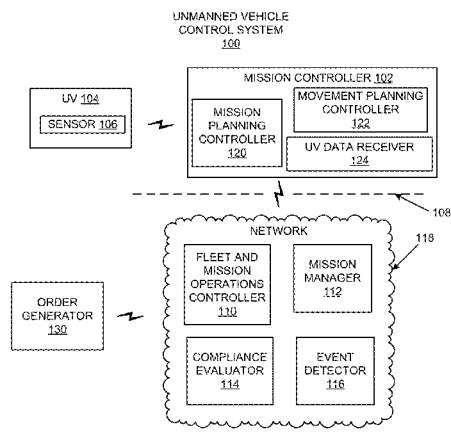 UNMANNED VEHICLE
CONTROL SYSTEM
100
MISSION CONTROLLER 102
UV 104
SENSOR 106
MISSION
PLANNING
CONTROLLER
120
MOVEMENT PLANNING
CONTROLLER
122
UV DATA RECEIVER
124
108
NETWORK
118
FLEET AND
MISSION
OPERATIONS
CONTROLLER
110
MISSION
MANAGER
112
ORDER
GENERATOR
130
COMPLIANCE
EVALUATOR
114
EVENT
DETECTOR
116